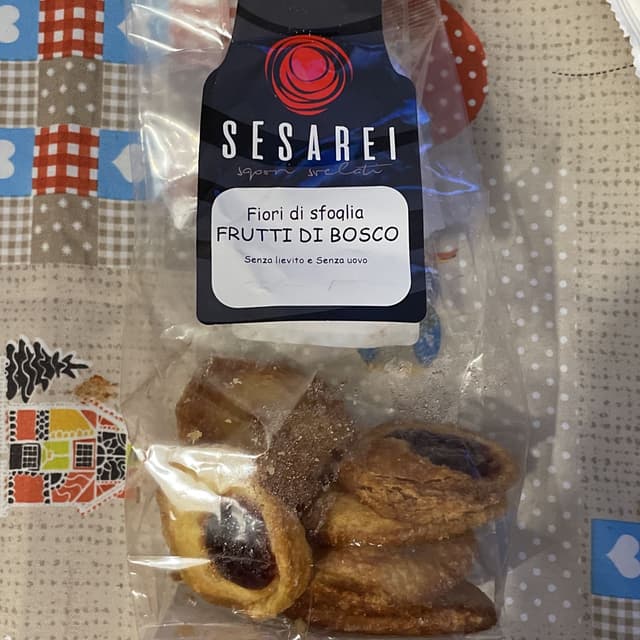 SESAREI
sapori svelati
Fiori di sfoglia
FRUTTI DI BOSCO
Senza lievito e Senza uovo